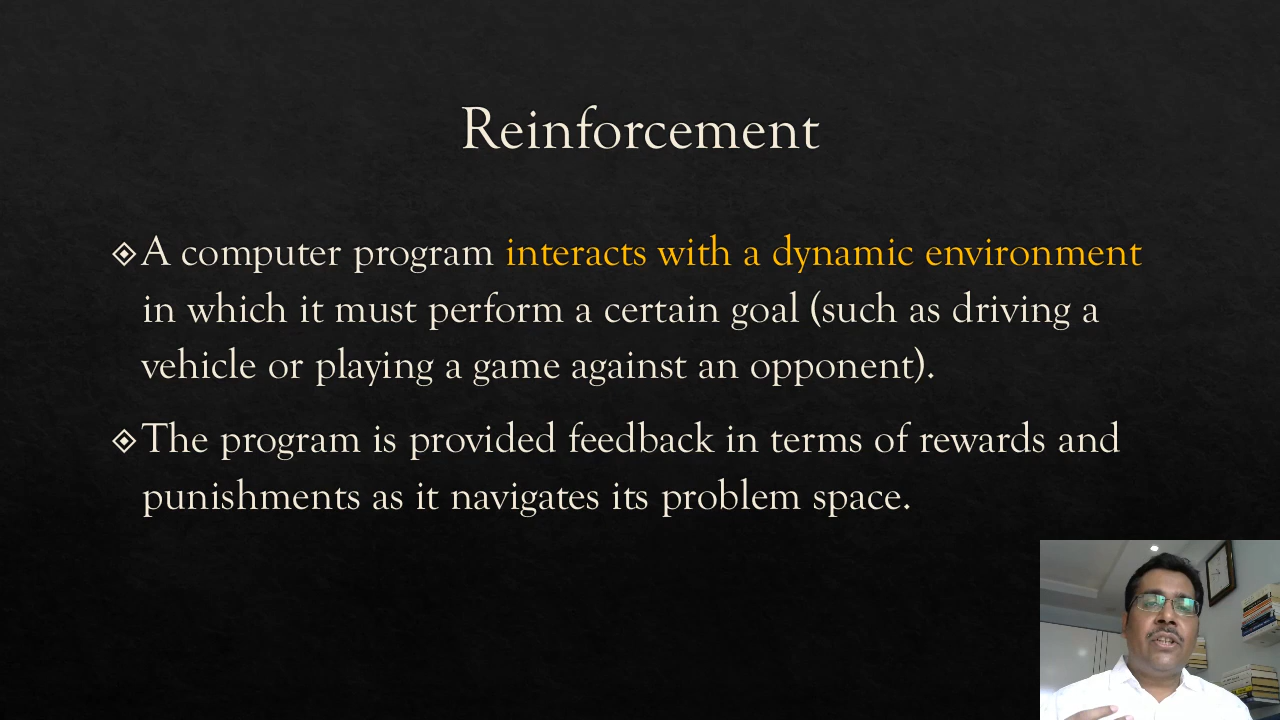 Reinforcement
A computer program interacts with a dynamic environment
in which it must perform a certain goal (such as driving a
vehicle or playing a game against an opponent).
The program is provided feedback in terms of rewards and
punishments as it navigates its problem space.